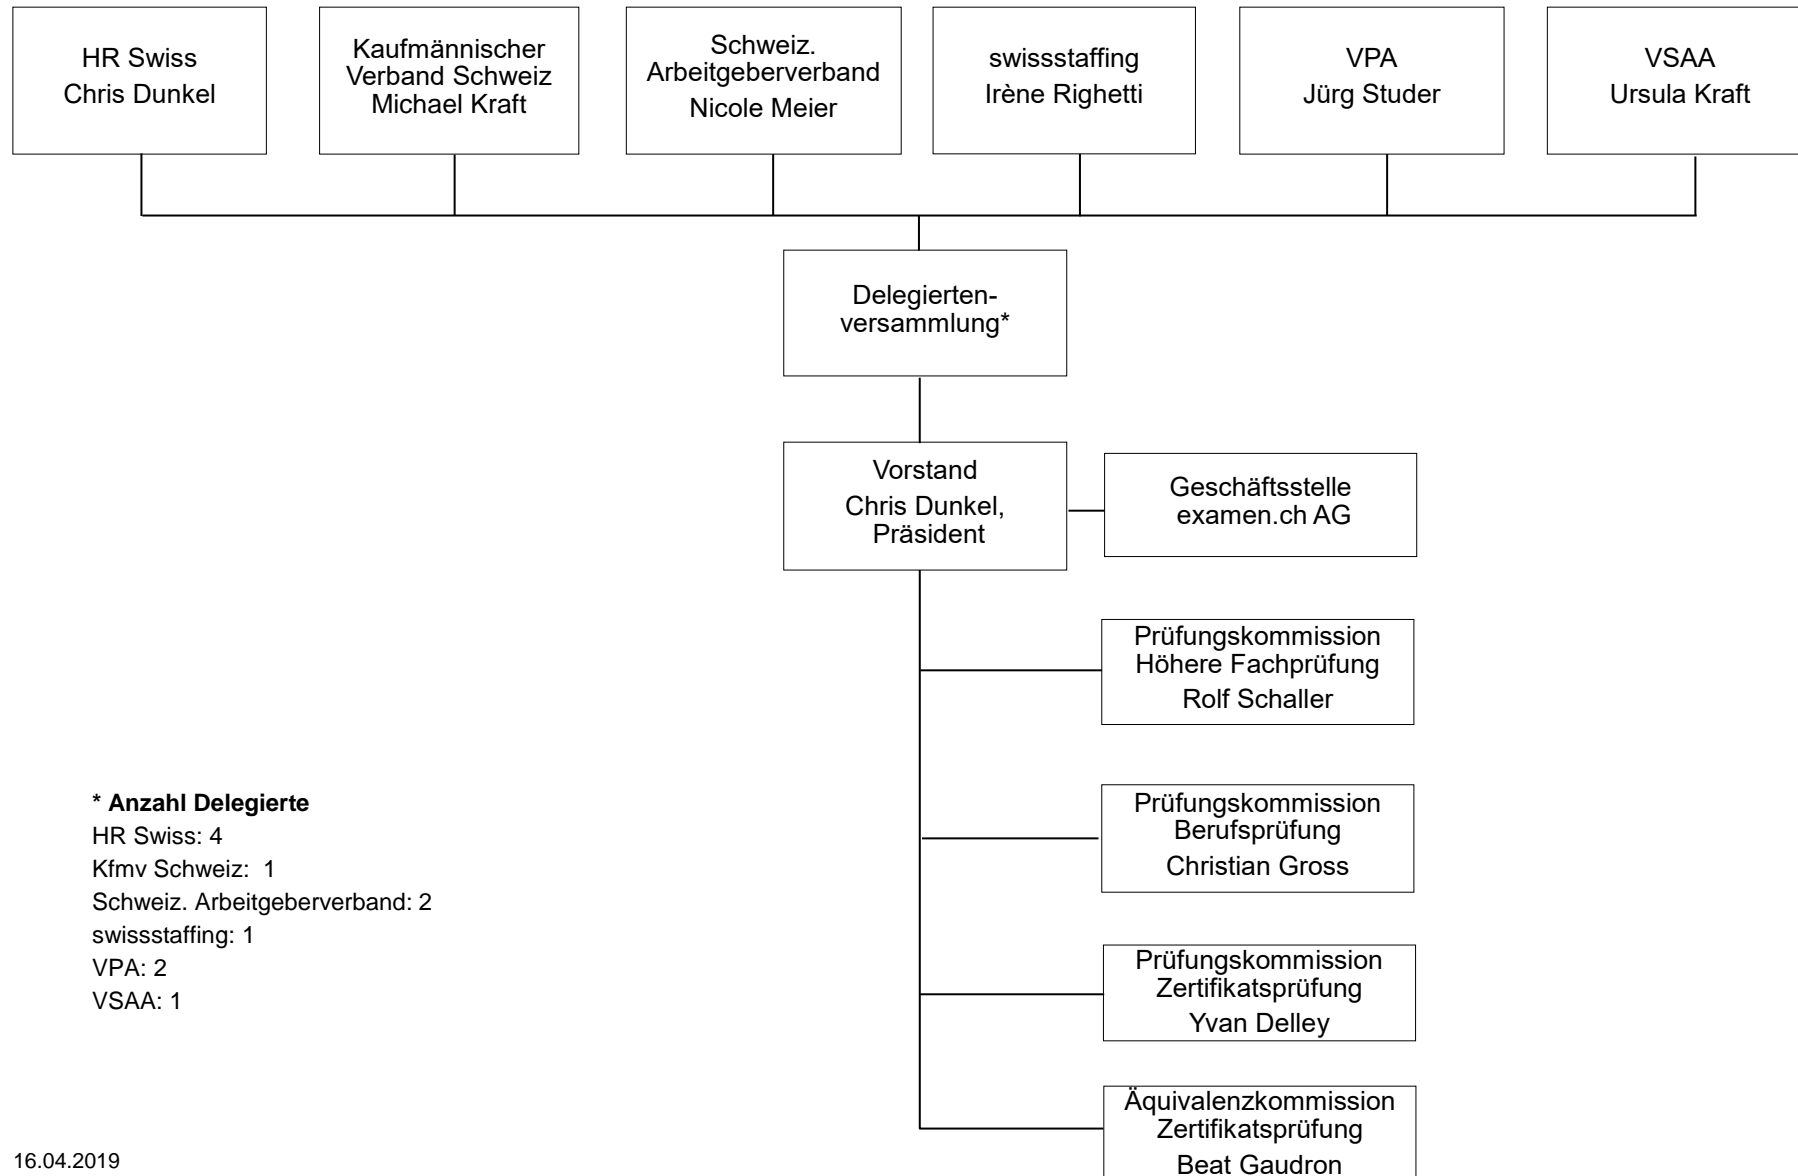 HR Swiss
Chris Dunkel
Kaufmännischer
Verband Schweiz
Michael Kraft
Schweiz.
Arbeitgeberverband
Nicole Meier
swissstaffing
Irène Righetti
VPA
Jürg Studer
VSAA
Ursula Kraft
Delegierten-
versammlung*
Vorstand
Chris Dunkel,
Präsident
Geschäftsstelle
examen.ch AG
Prüfungskommission
Höhere Fachprüfung
Rolf Schaller
Prüfungskommission
Berufsprüfung
Christian Gross
Prüfungskommission
Zertifikatsprüfung
Yvan Delley
Äquivalenzkommission
Zertifikatsprüfung
Beat Gaudron
* Anzahl Delegierte
HR Swiss: 4
Kfmv Schweiz: 1
Schweiz. Arbeitgeberverband: 2
swissstaffing: 1
VPA: 2
VSAA: 1
16.04.2019